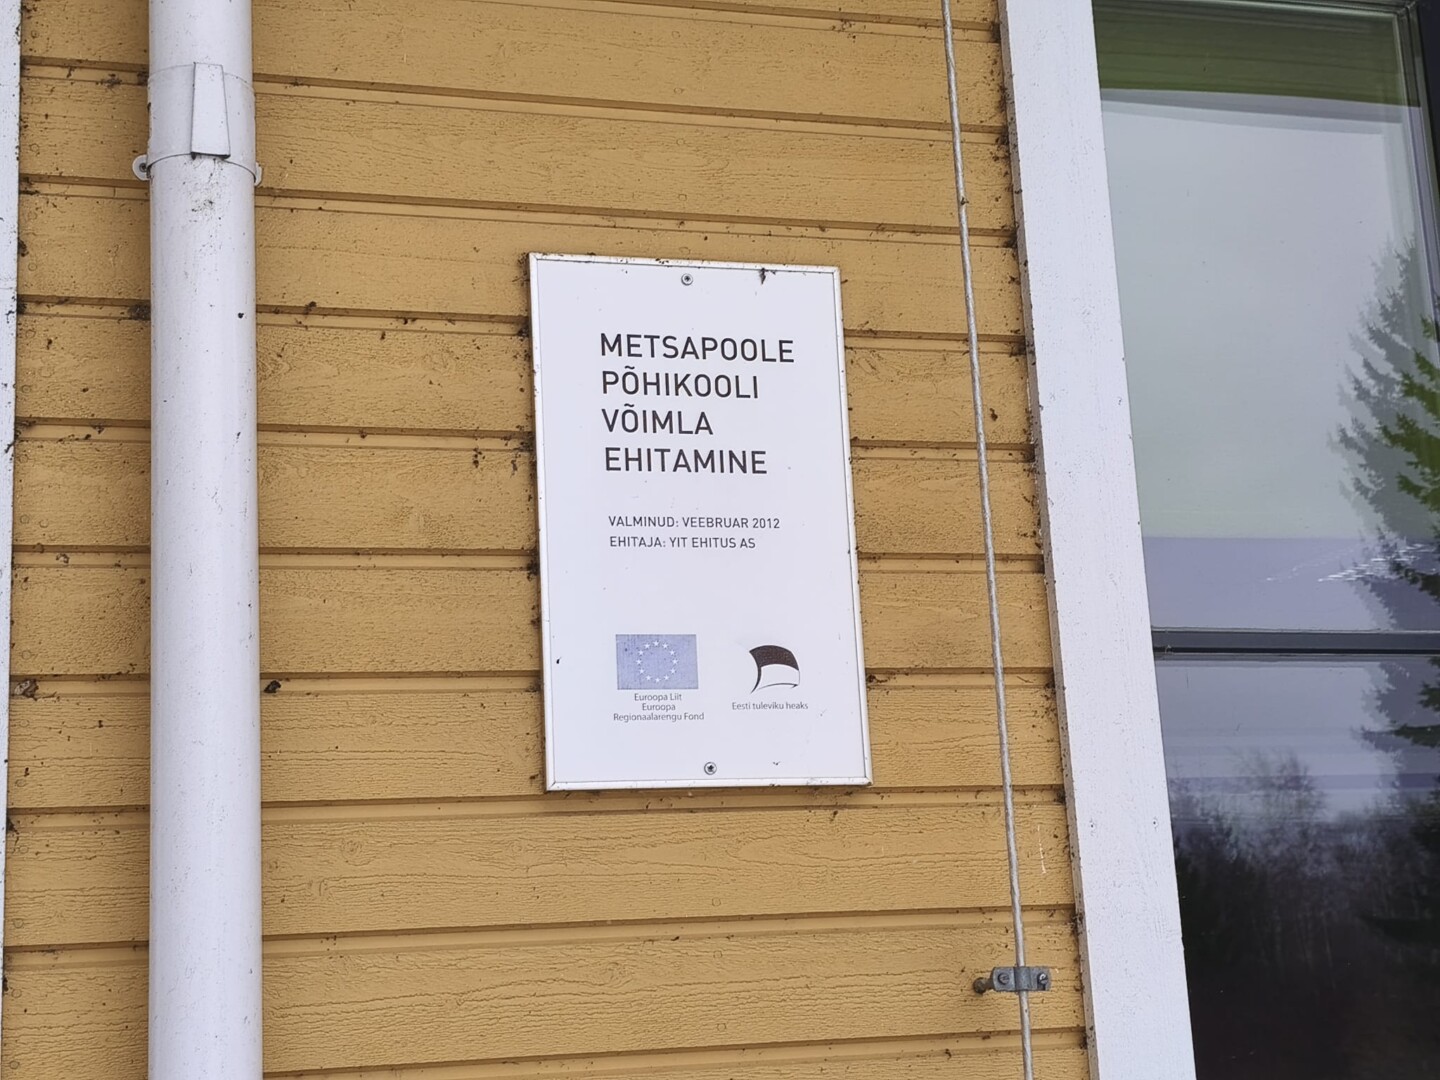 METSAPOOLE
PÕHIKOOLI
VÕIMLA
EHITAMINE
VALMINUD: VEEBRUAR 2012
EHITAJA: YIT EHITUS AS
Euroopa Liit
Euroopa
Regionaalarengu Fond
Eesti tuleviku heaks